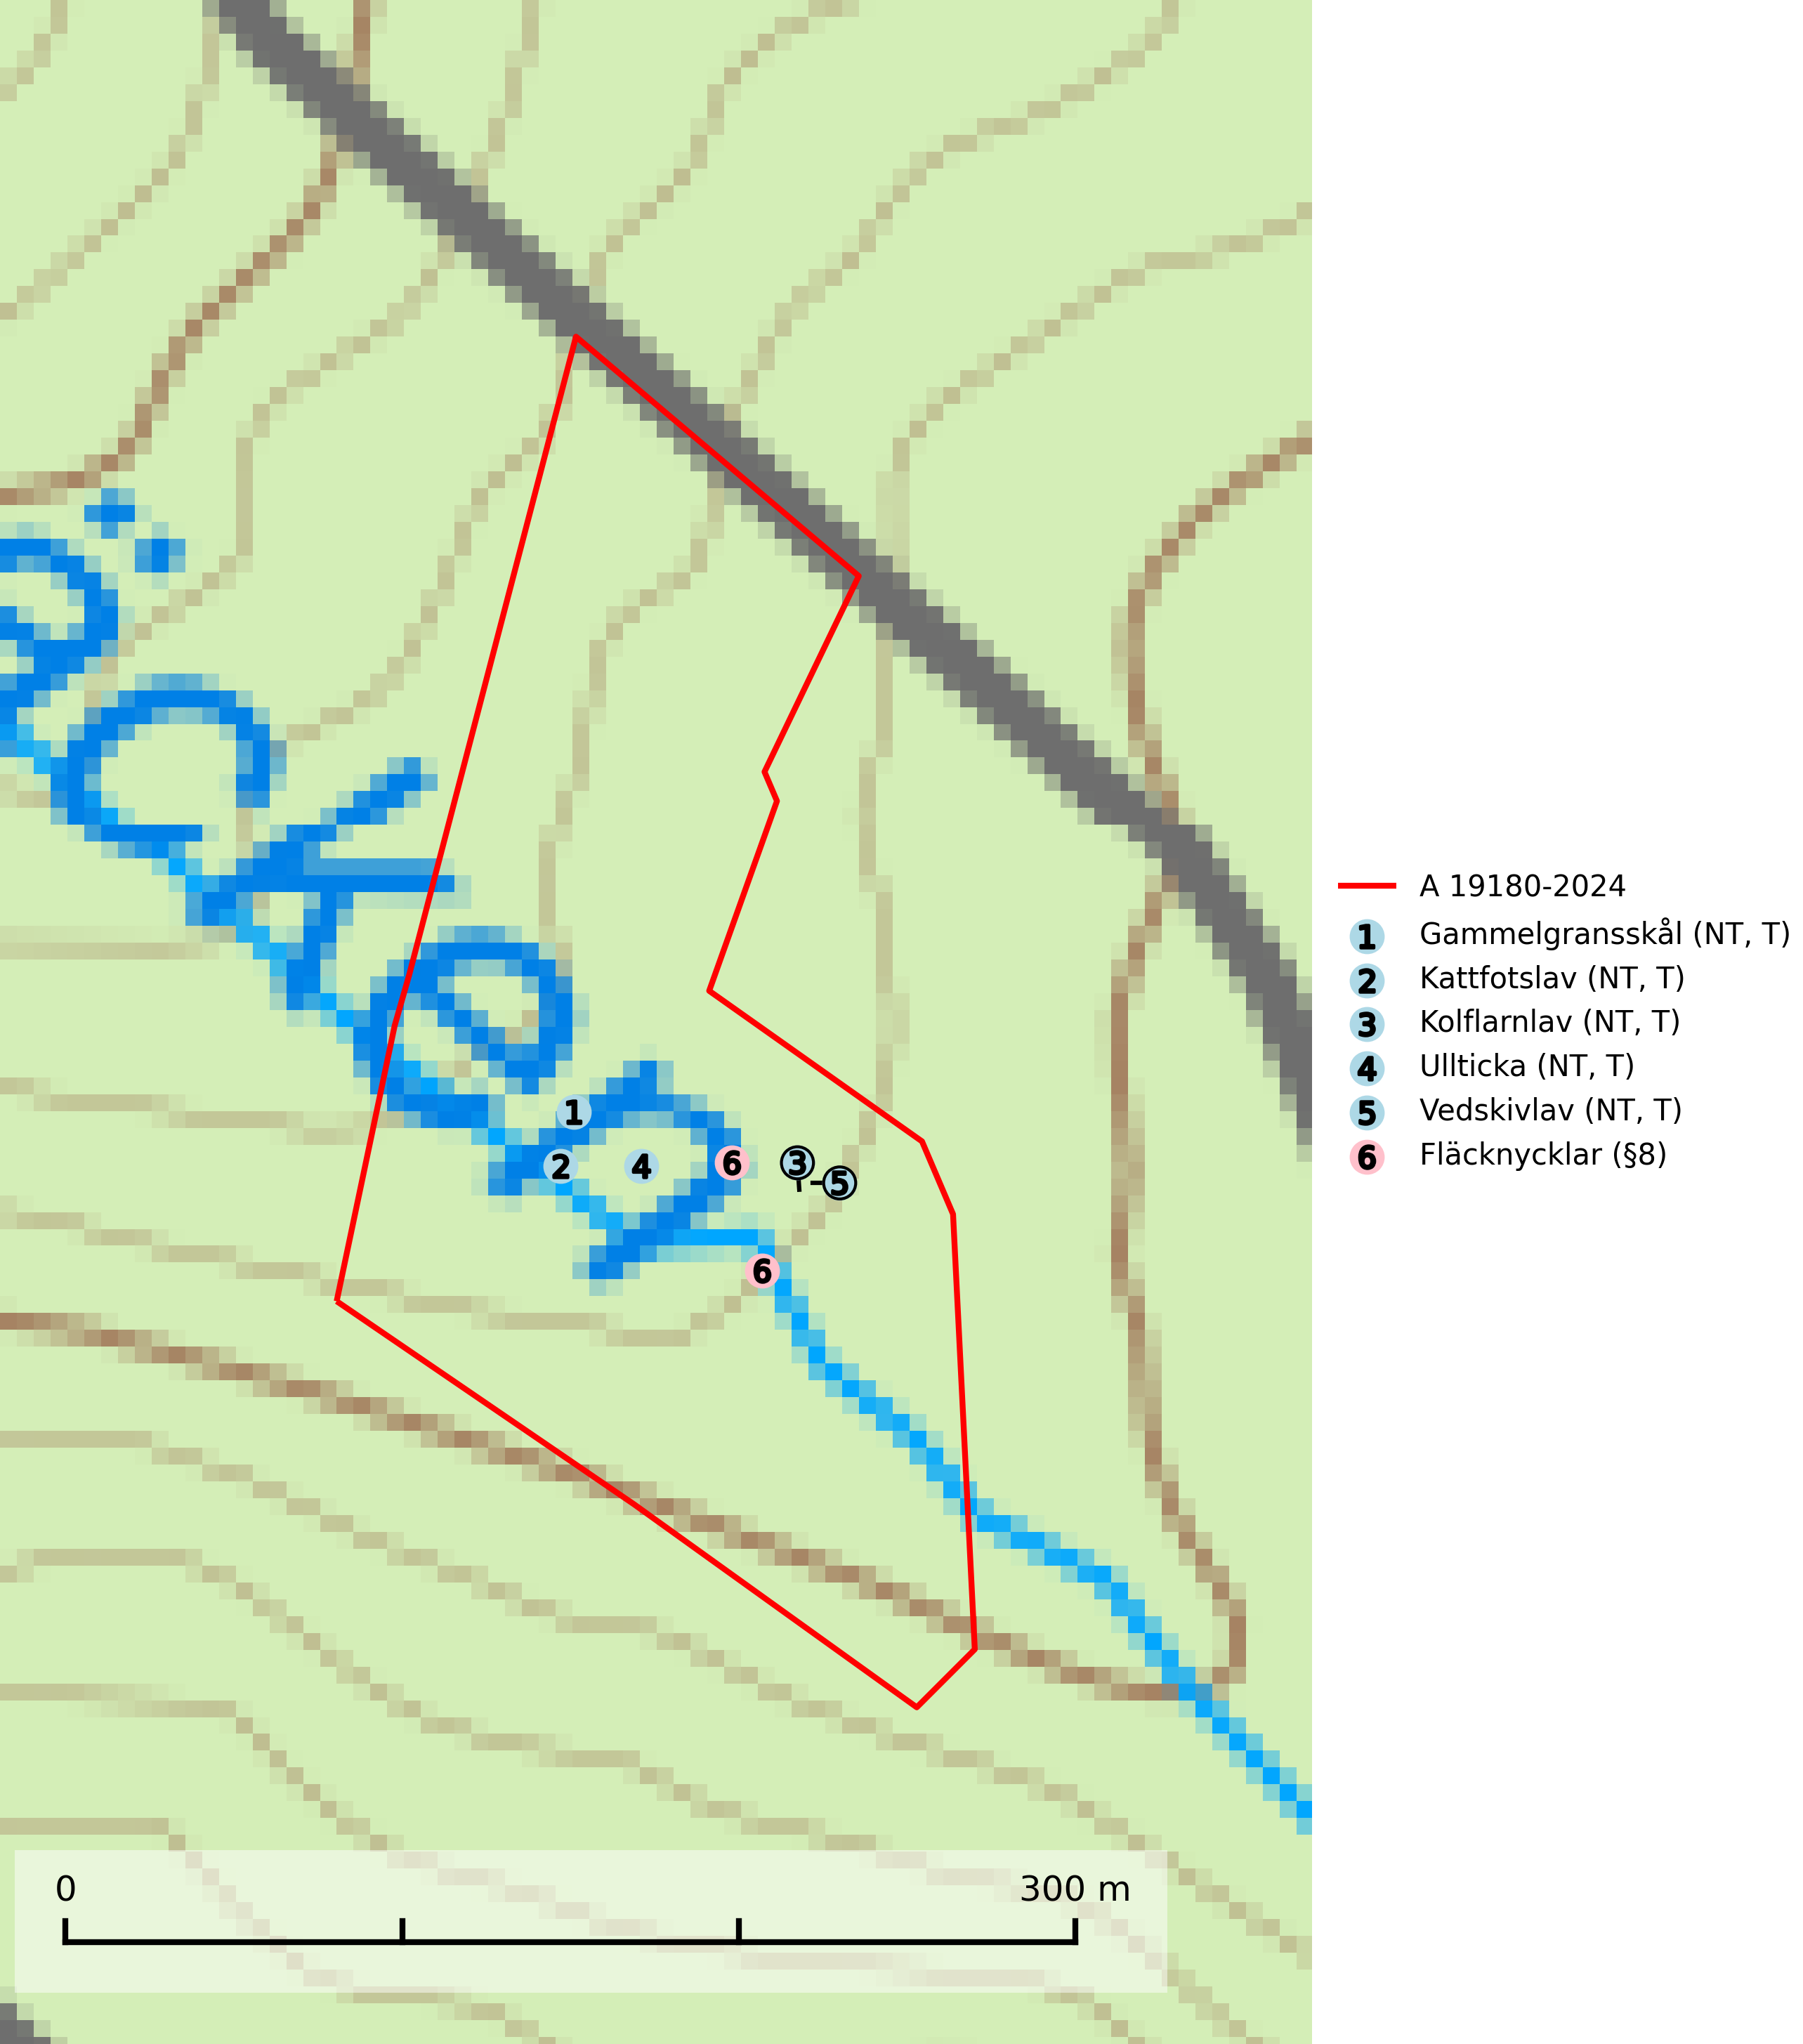 1
2
4
6
3
5
6
0
300 m
A 19180-2024
1 Gammelgransskål (NT, T)
2 Kattfotslav (NT, T)
3 Kolflarnlav (NT, T)
4 Ullticka (NT, T)
5 Vedskivlav (NT, T)
6 Fläcknycklar (§8)